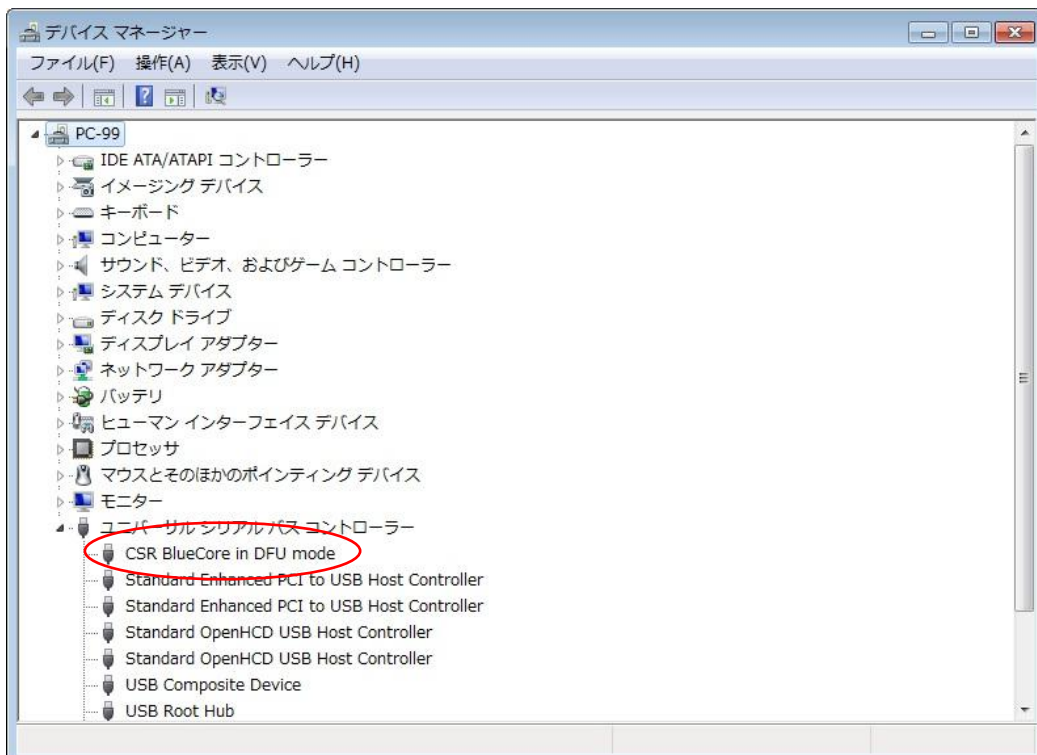 デバイス マネージャー
ファイル(F) 操作(A) 表示(V) ヘルプ(H)
PC-99
IDE ATA/ATAPI コントローラー
イメージング デバイス
キーボード
コンピューター
サウンド、ビデオ、およびゲーム コントローラー
システム デバイス
ディスク ドライブ
ディスプレイ アダプター
ネットワーク アダプター
バッテリ
ヒューマン インターフェイス デバイス
プロセッサ
マウスとそのほかのポインティング デバイス
モニター
ユニバーサル シリアル バス コントローラー
CSR BlueCore in DFU mode
Standard Enhanced PCI to USB Host Controller
Standard Enhanced PCI to USB Host Controller
Standard OpenHCD USB Host Controller
Standard OpenHCD USB Host Controller
USB Composite Device
USB Root Hub